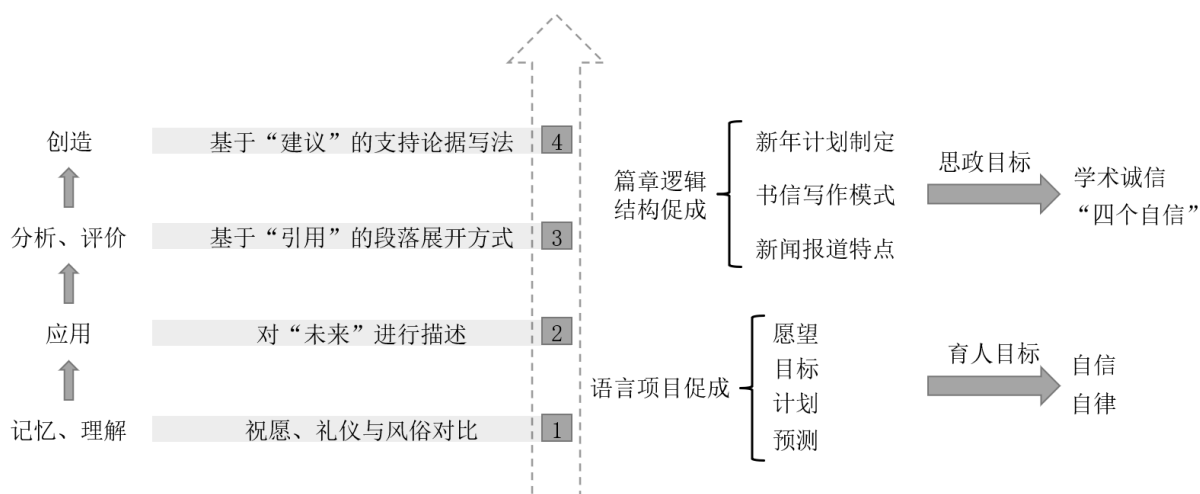 创造
基于“建议”的支持论据写法
4
分析、评价
基于“引用”的段落展开方式
3
应用
对“未来”进行描述
2
记忆、理解
祝愿、礼仪与风俗对比
1
篇章逻辑
结构促成
新年计划制定
书信写作模式
新闻报道特点
思政目标
学术诚信
“四个自信”
语言项目促成
愿望
目标
计划
预测
育人目标
自信
自律